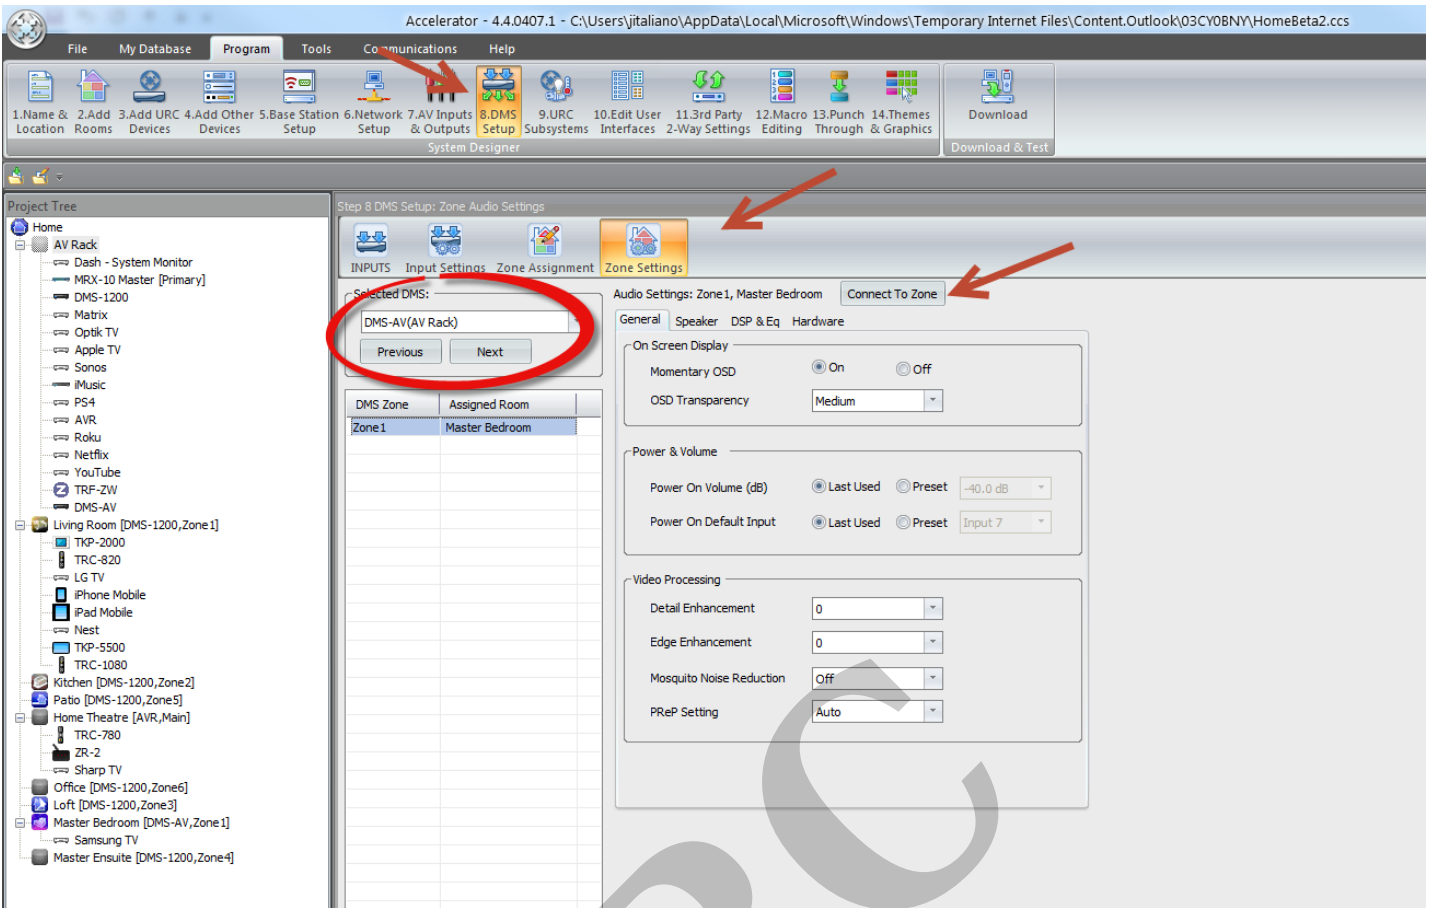 Accelerator - 4.4.0407.1 - C:\Users\jitaliano\AppData\Local\Microsoft\Windows\Temporary Internet Files\Content.Outlook\03CY0BNY\HomeBeta2.ccs
File My Database Program Tools Communications Help
1.Name & Location 2.Add Rooms 3.Add URC Devices 4.Add Other Devices 5.Base Station Setup 6.Network Setup 7.AV Inputs & Outputs 8.DMS Setup 9.URC Subsystems 10.Edit User Interfaces 11.3rd Party 2-Way Settings 12.Macro Editing 13.Punch Through 14.Themes & Graphics Download
System Designer Download & Test
Project Tree
Home
AV Rack
Dash - System Monitor
MRX-10 Master [Primary]
DMS-1200
Matrix
Optik TV
Apple TV
Sonos
iMusic
PS4
AVR
Roku
Netflix
YouTube
TRF-ZW
DMS-AV
Living Room [DMS-1200,Zone1]
TKP-2000
TRC-820
LG TV
iPhone Mobile
iPad Mobile
Nest
TKP-5500
TRC-1080
Kitchen [DMS-1200,Zone2]
Patio [DMS-1200,Zone5]
Home Theatre [AVR,Main]
TRC-780
ZR-2
Sharp TV
Office [DMS-1200,Zone6]
Loft [DMS-1200,Zone3]
Master Bedroom [DMS-AV,Zone1]
Samsung TV
Master Ensuite [DMS-1200,Zone4]
Step 8 DMS Setup: Zone Audio Settings
INPUTS Input Settings Zone Assignment Zone Settings
Selected DMS:
DMS-AV(AV Rack)
Previous Next
DMS Zone Assigned Room
Zone1 Master Bedroom
Audio Settings: Zone1, Master Bedroom Connect To Zone
General Speaker DSP & Eq Hardware
On Screen Display
Momentary OSD On Off
OSD Transparency Medium
Power & Volume
Power On Volume (dB) Last Used Preset -40.0 dB
Power On Default Input Last Used Preset Input 7
Video Processing
Detail Enhancement 0
Edge Enhancement 0
Mosquito Noise Reduction Off
PReP Setting Auto